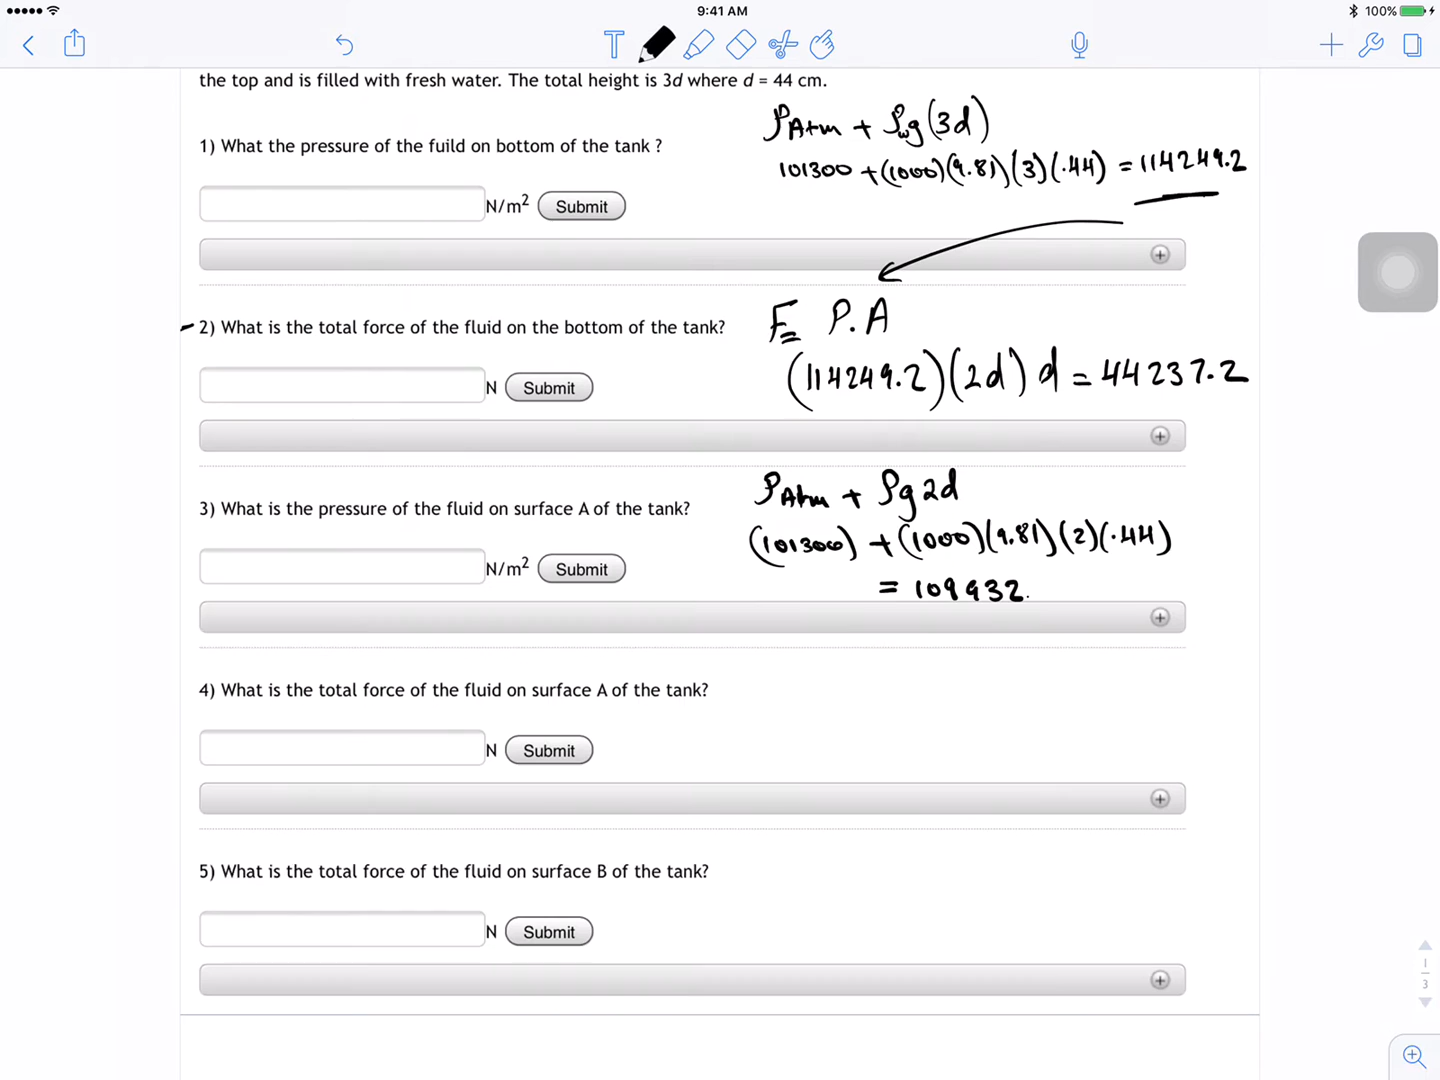 9:41 AM
100%
T
the top and is filled with fresh water. The total height is 3d where d = 44 cm.
PAtm + ρwg(3d)
1) What the pressure of the fuild on bottom of the tank ?
101300 + (1000)(9.81)(3)(.44) = 114249.2
N/m2 Submit
F= P.A
2) What is the total force of the fluid on the bottom of the tank?
(114249.2)(2d) d = 44237.2
N Submit
PAtm + ρg2d
3) What is the pressure of the fluid on surface A of the tank?
(101300) + (1000)(9.81)(2)(.44)
N/m2 Submit
= 109932.
4) What is the total force of the fluid on surface A of the tank?
N Submit
5) What is the total force of the fluid on surface B of the tank?
N Submit
1
3